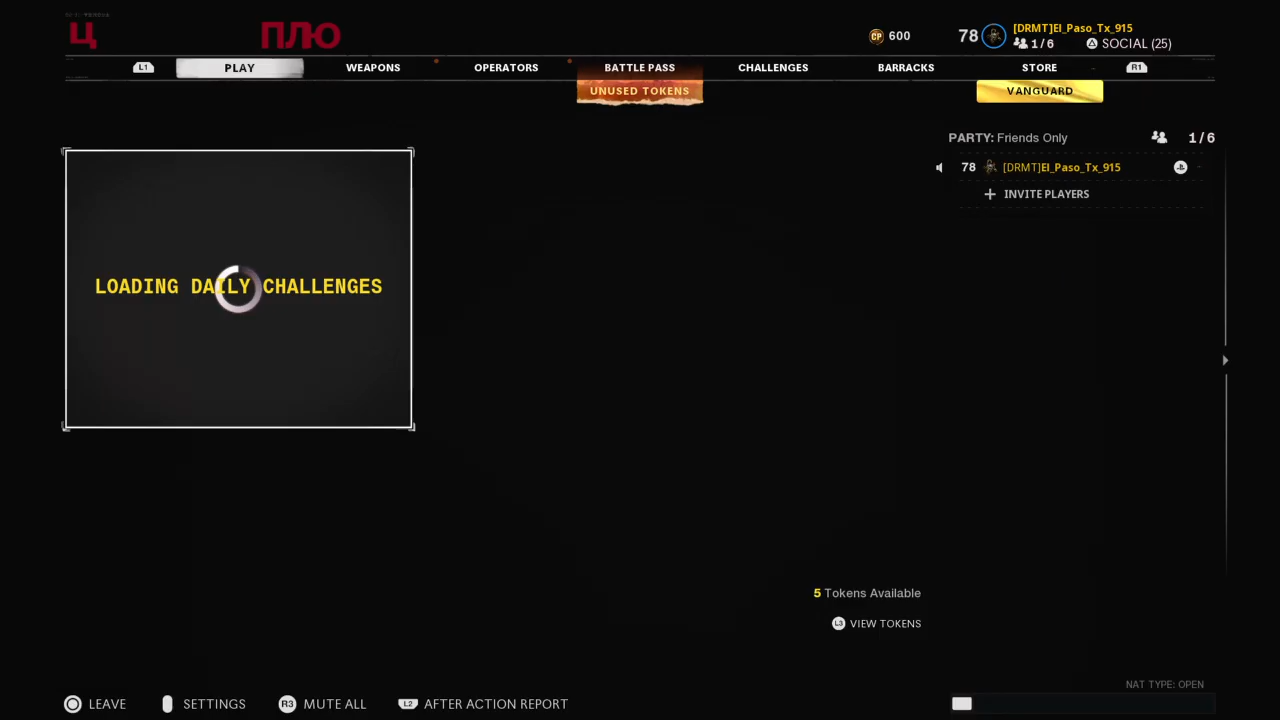 Ц ПЛЮ
CP 600
78 [DRMT]El_Paso_Tx_915
1/6 SOCIAL (25)
L1 PLAY WEAPONS OPERATORS BATTLE PASS CHALLENGES BARRACKS STORE R1
UNUSED TOKENS VANGUARD
PARTY: Friends Only 1/6
78 [DRMT]El_Paso_Tx_915
INVITE PLAYERS
LOADING DAILY CHALLENGES
5 Tokens Available
L3 VIEW TOKENS
NAT TYPE: OPEN
LEAVE SETTINGS R3 MUTE ALL L2 AFTER ACTION REPORT